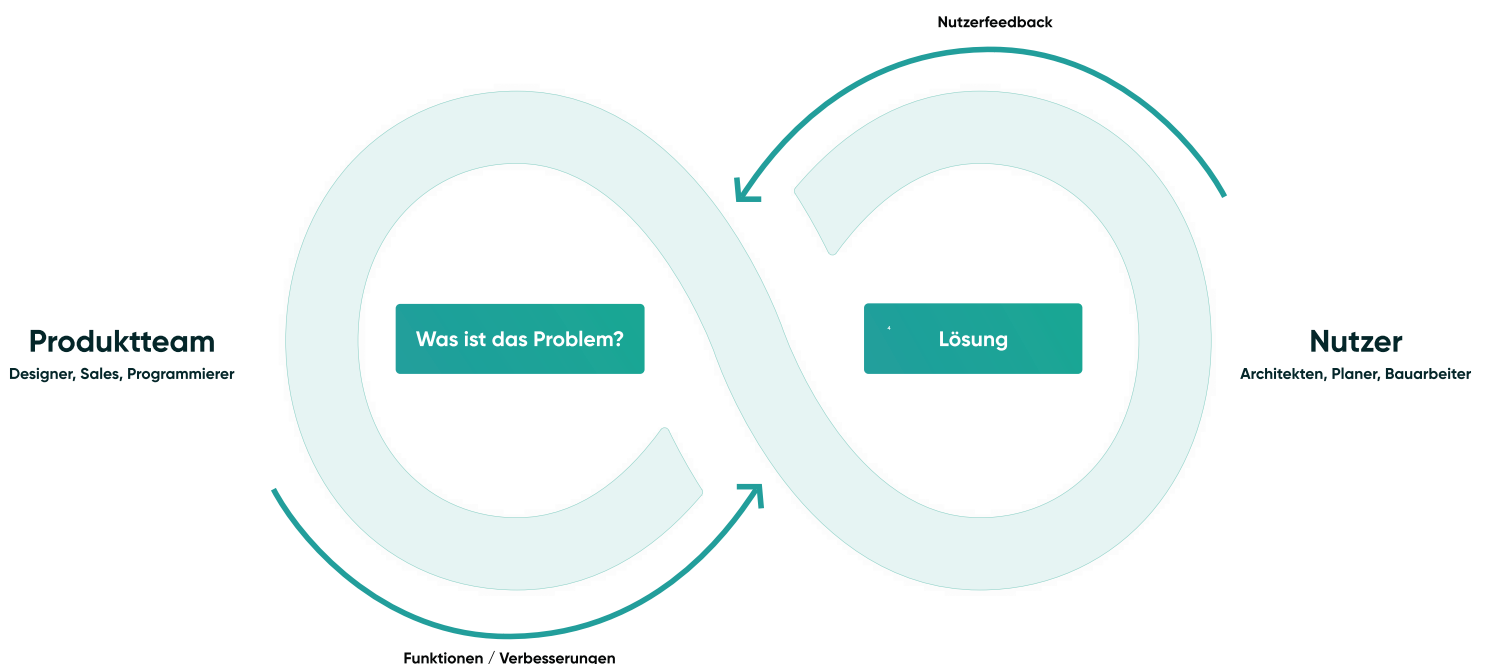 Nutzerfeedback
Was ist das Problem?
Lösung
Produktteam
Designer, Sales, Programmierer
Nutzer
Architekten, Planer, Bauarbeiter
Funktionen / Verbesserungen